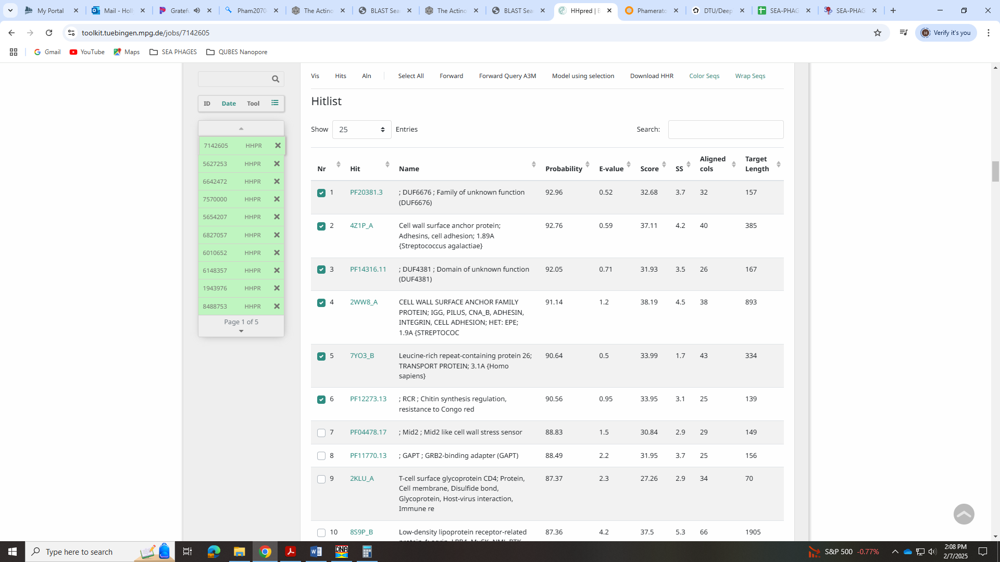 My Portal
Mail - Holl
Gratefu
Pham2070
The Actino
BLAST Sea
The Actino
BLAST Sea
HHpred | B
Phamerato
DTU/Deep
SEA-PHAG
SEA-PHAG
toolkit.tuebingen.mpg.de/jobs/7142605
Verify it's you
Gmail YouTube Maps SEA PHAGES QUBES Nanopore
Vis Hits Aln Select All Forward Forward Query A3M Model using selection Download HHR Color Seqs Wrap Seqs
ID Date Tool
7142605 HHPR
5627253 HHPR
6642472 HHPR
7570000 HHPR
5654207 HHPR
6827057 HHPR
6010652 HHPR
6148357 HHPR
1943976 HHPR
8488753 HHPR
Page 1 of 5
Hitlist
Show 25 Entries Search:
Nr Hit Name Probability E-value Score SS Aligned cols Target Length
1 PF20381.3 ; DUF6676 ; Family of unknown function 92.96 0.52 32.68 3.7 32 157
(DUF6676)
2 4Z1P_A Cell wall surface anchor protein; 92.76 0.59 37.11 4.2 40 385
Adhesins, cell adhesion; 1.89A
{Streptococcus agalactiae}
3 PF14316.11 ; DUF4381 ; Domain of unknown function 92.05 0.71 31.93 3.5 26 167
(DUF4381)
4 2WW8_A CELL WALL SURFACE ANCHOR FAMILY 91.14 1.2 38.19 4.5 38 893
PROTEIN; IGG, PILUS, CNA_B, ADHESIN,
INTEGRIN, CELL ADHESION; HET: EPE;
1.9A {STREPTOCOC
5 7YO3_B Leucine-rich repeat-containing protein 26; 90.64 0.5 33.99 1.7 43 334
TRANSPORT PROTEIN; 3.1A {Homo
sapiens}
6 PF12273.13 ; RCR ; Chitin synthesis regulation, 90.56 0.95 33.95 3.1 25 139
resistance to Congo red
7 PF04478.17 ; Mid2 ; Mid2 like cell wall stress sensor 88.83 1.5 30.84 2.9 29 149
8 PF11770.13 ; GAPT ; GRB2-binding adapter (GAPT) 88.49 2.2 31.95 3.7 25 156
9 2KLU_A T-cell surface glycoprotein CD4; Protein, 87.37 2.3 27.26 2.9 34 70
Cell membrane, Disulfide bond,
Glycoprotein, Host-virus interaction,
Immune re
10 8S9P_B Low-density lipoprotein receptor-related 87.36 4.2 37.5 5.3 66 1905
Type here to search
DNA
S&P 500 -0.77%
2:08 PM
2/7/2025